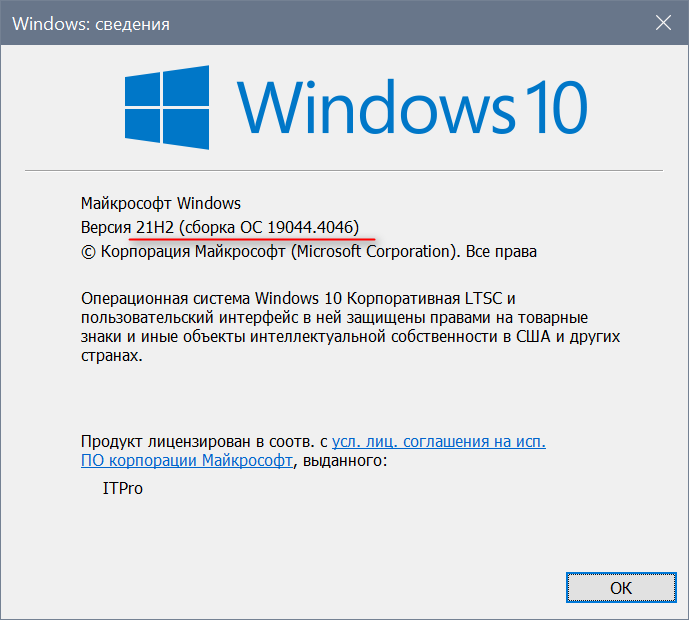 Windows: сведения
Windows 10
Майкрософт Windows
Версия 21H2 (сборка ОС 19044.4046)
© Корпорация Майкрософт (Microsoft Corporation). Все права
Операционная система Windows 10 Корпоративная LTSC и
пользовательский интерфейс в ней защищены правами на товарные
знаки и иные объекты интеллектуальной собственности в США и других
странах.
Продукт лицензирован в соотв. с усл. лиц. соглашения на исп.
ПО корпорации Майкрософт, выданного:
ITPro
ОК